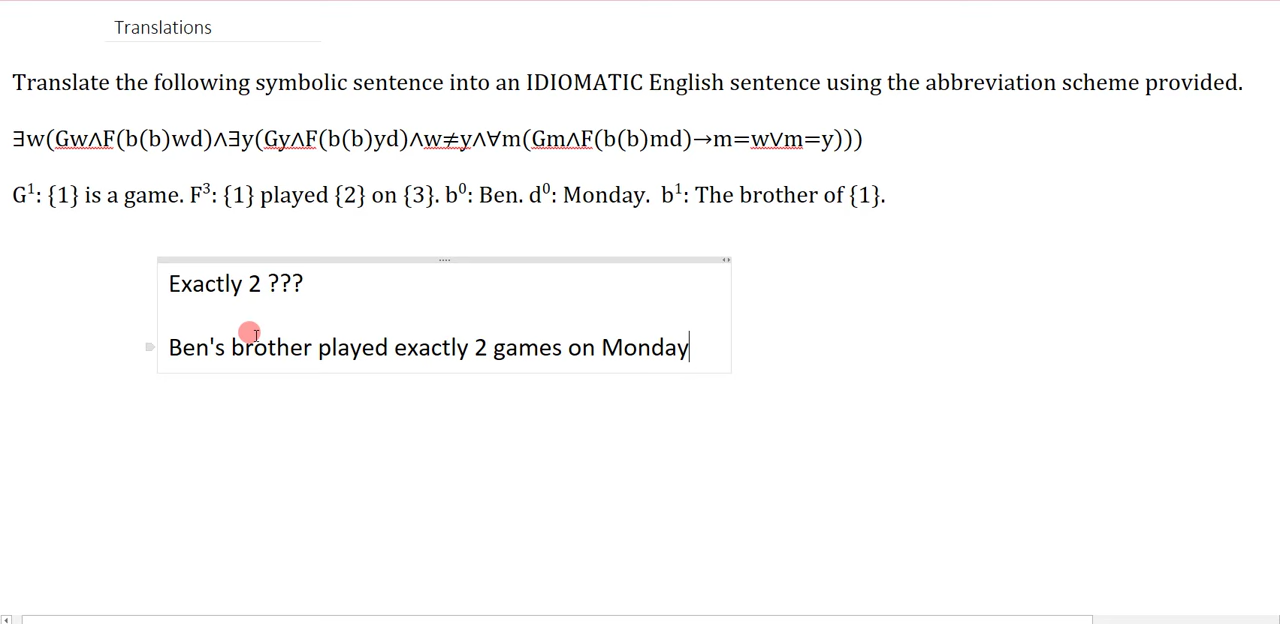 Translations
Translate the following symbolic sentence into an IDIOMATIC English sentence using the abbreviation scheme provided.
∃w(Gw∧F(b(b)wd)∧∃y(Gy∧F(b(b)yd)∧w≠y∧∀m(Gm∧F(b(b)md)→m=w∨m=y)))
G¹: {1} is a game. F³: {1} played {2} on {3}. b⁰: Ben. d⁰: Monday. b¹: The brother of {1}.
Exactly 2 ???
Ben's brother played exactly 2 games on Monday